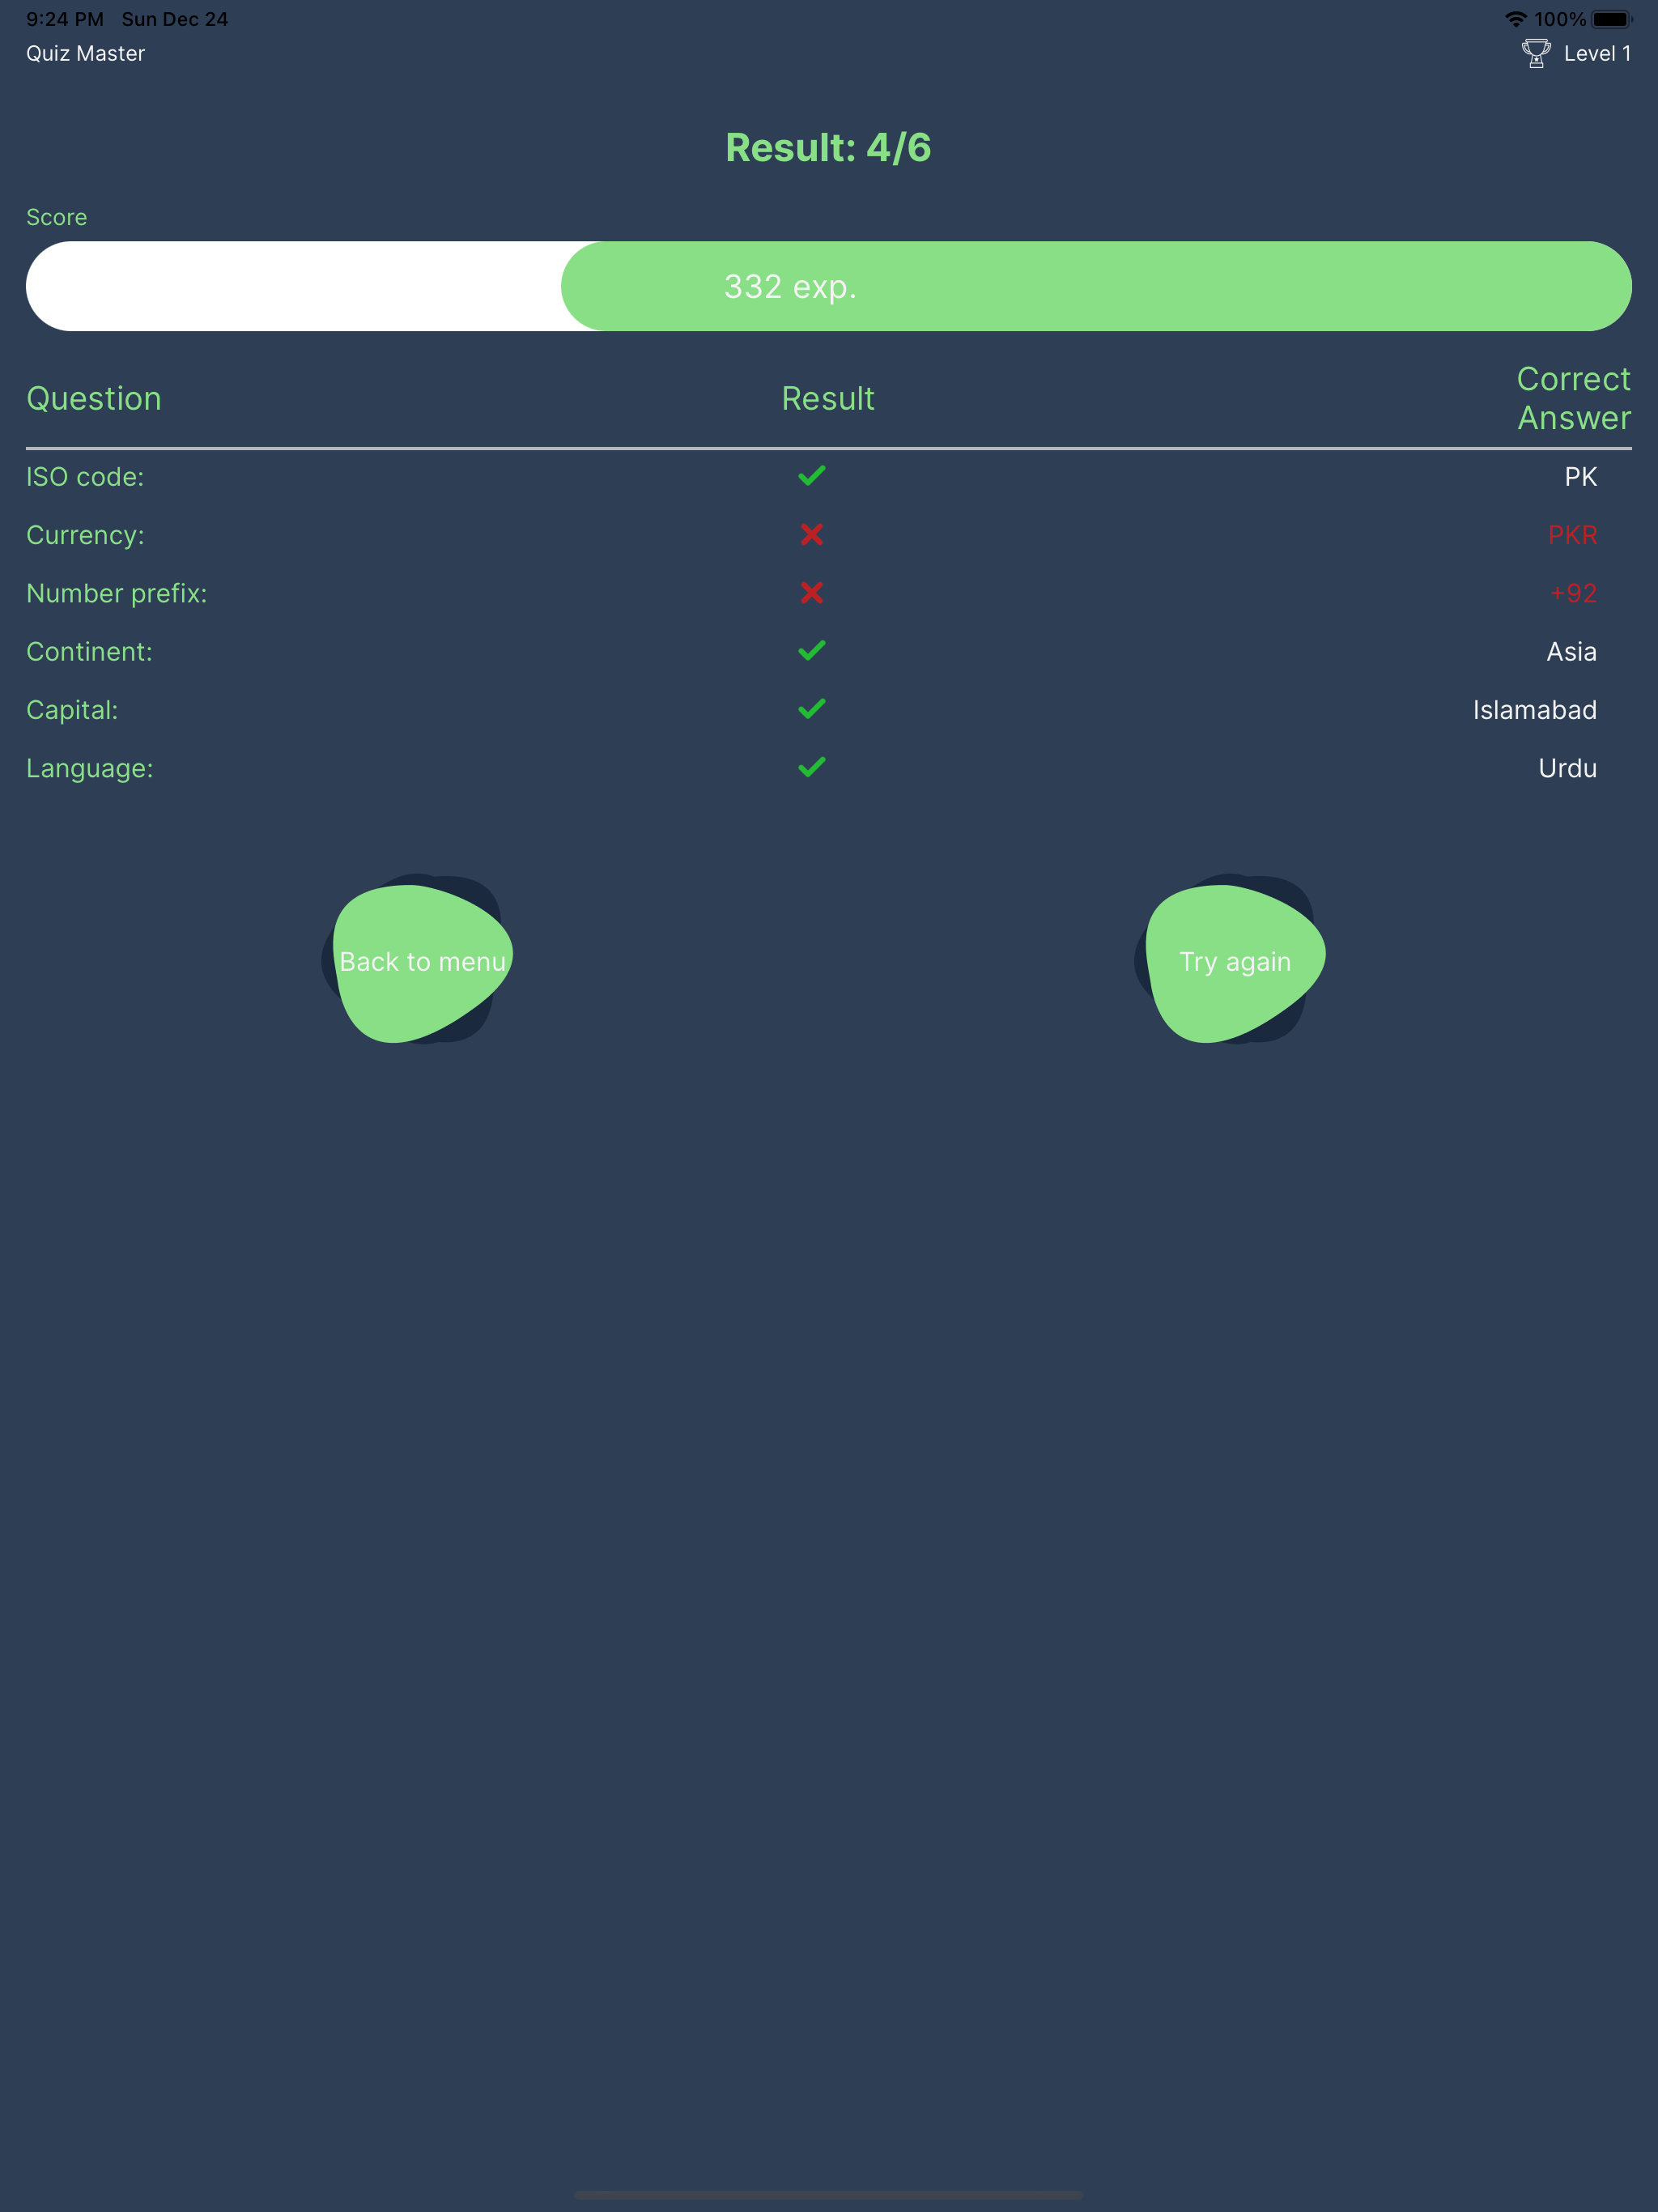 9:24 PM Sun Dec 24 100%
Quiz Master Level 1
Result: 4/6
Score
332 exp.
Question Result Correct Answer
ISO code: PK
Currency: PKR
Number prefix: +92
Continent: Asia
Capital: Islamabad
Language: Urdu
Back to menu Try again